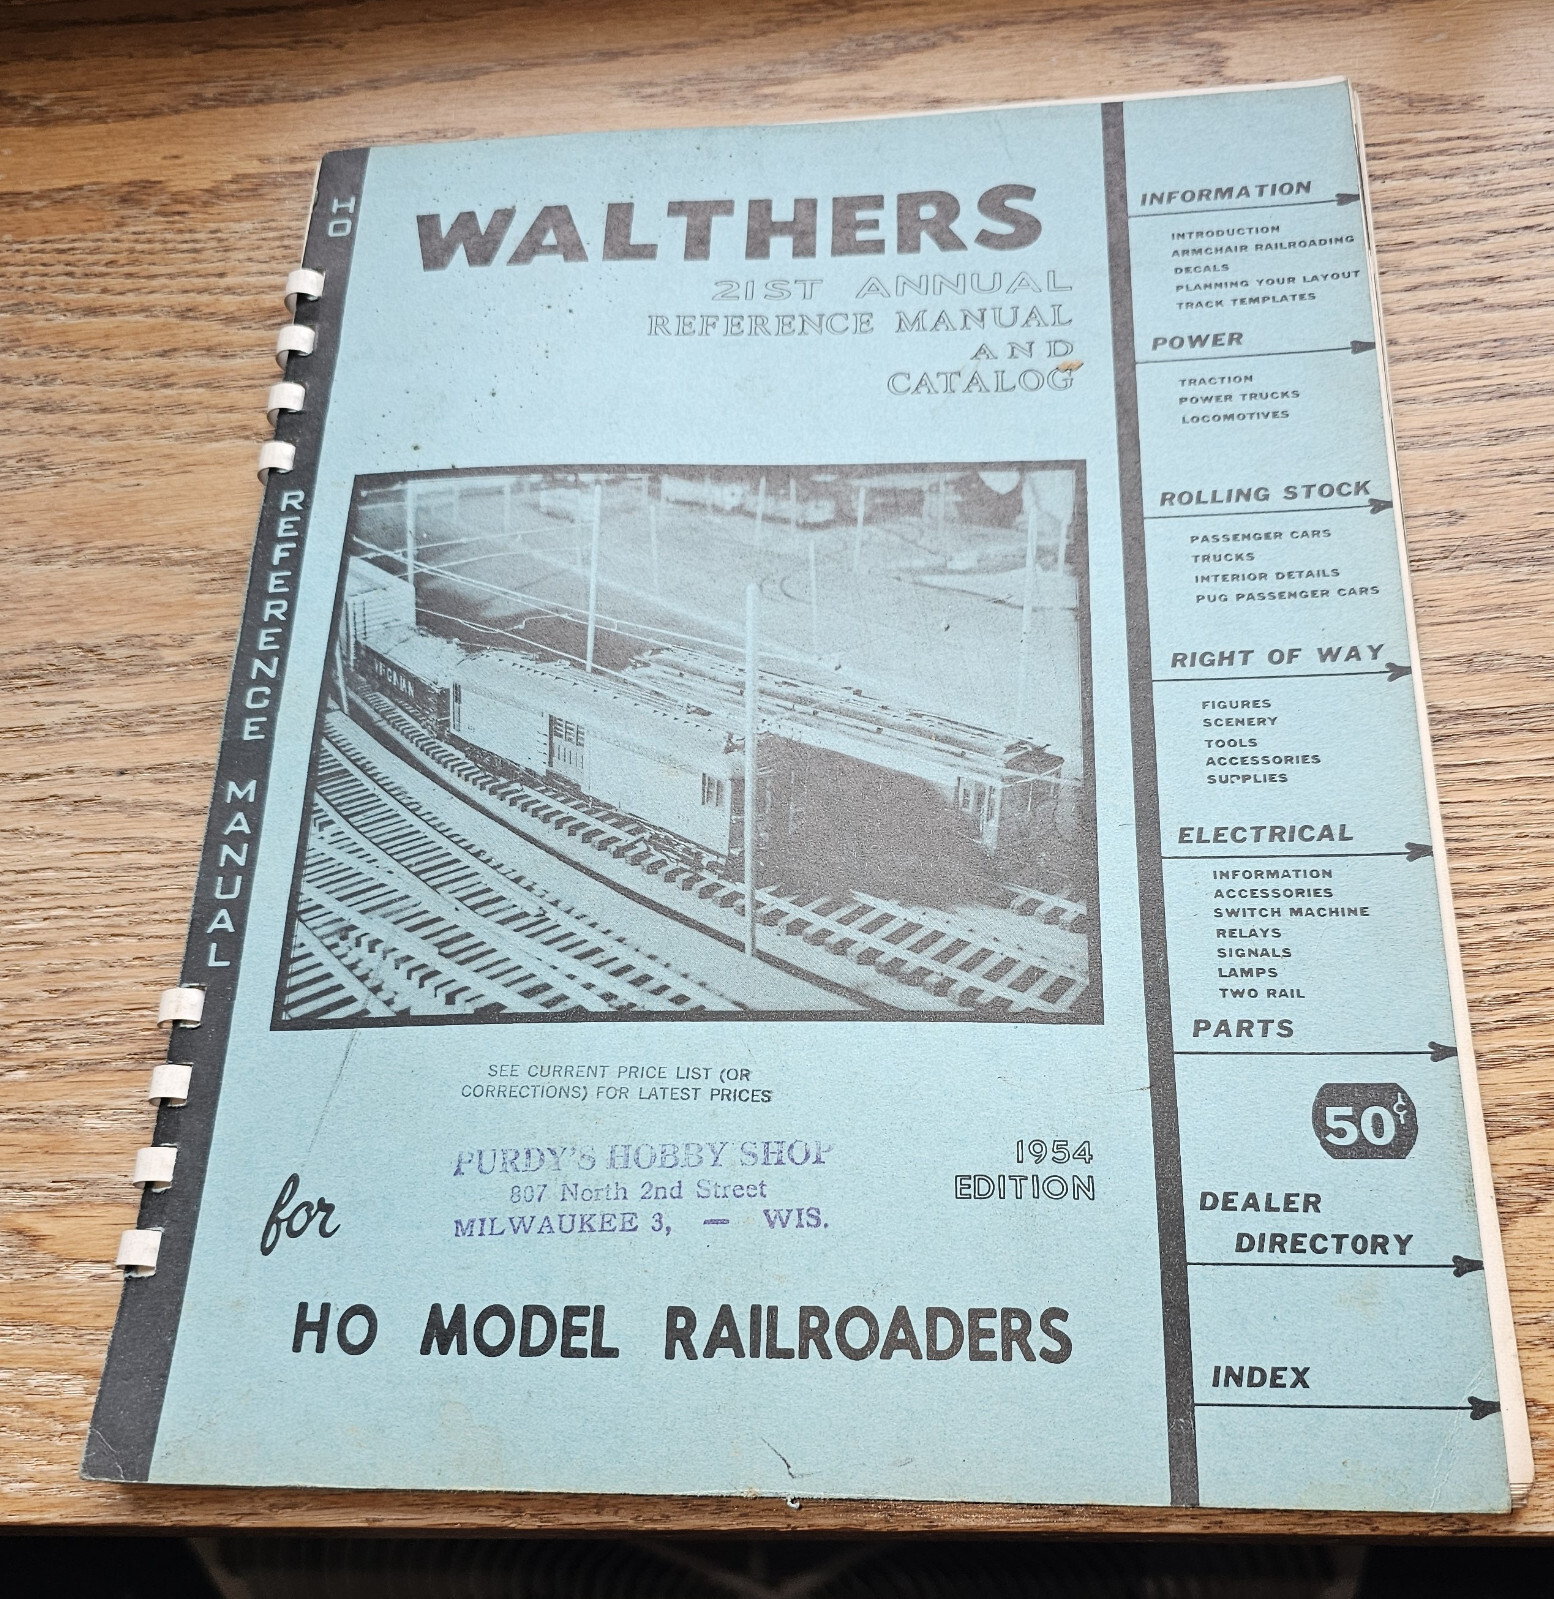 HO REFERENCE MANUAL
WALTHERS
21ST ANNUAL
REFERENCE MANUAL
AND
CATALOG
SEE CURRENT PRICE LIST (OR
CORRECTIONS) FOR LATEST PRICES
PURDY'S HOBBY SHOP
807 North 2nd Street
MILWAUKEE 3, — WIS.
1954
EDITION
for
HO MODEL RAILROADERS
INFORMATION
INTRODUCTION
ARMCHAIR RAILROADING
DECALS
PLANNING YOUR LAYOUT
TRACK TEMPLATES
POWER
TRACTION
POWER TRUCKS
LOCOMOTIVES
ROLLING STOCK
PASSENGER CARS
TRUCKS
INTERIOR DETAILS
PUG PASSENGER CARS
RIGHT OF WAY
FIGURES
SCENERY
TOOLS
ACCESSORIES
SUPPLIES
ELECTRICAL
INFORMATION
ACCESSORIES
SWITCH MACHINE
RELAYS
SIGNALS
LAMPS
TWO RAIL
PARTS
50¢
DEALER
DIRECTORY
INDEX